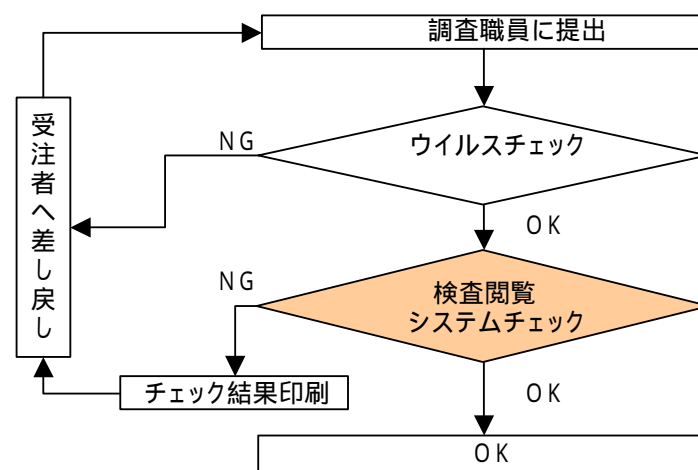 調査職員に提出
受注者へ差し戻し
NG
ウイルスチェック
OK
NG
検査閲覧
システムチェック
チェック結果印刷
OK
OK